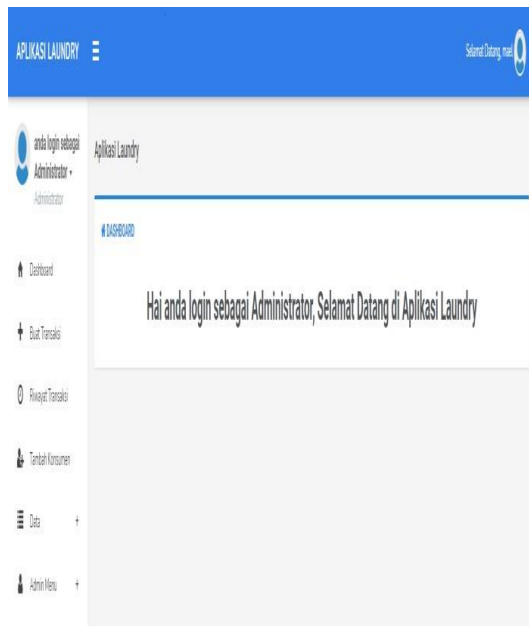 APLIKASI LAUNDRY
Selamat Datang, mael
anda login sebagai
Administrator
Administrator
Aplikasi Laundry
DASHBOARD
Hai anda login sebagai Administrator, Selamat Datang di Aplikasi Laundry
Dashboard
Buat Transaksi
Riwayat Transaksi
Tambah Konsumen
Data +
Admin Menu +